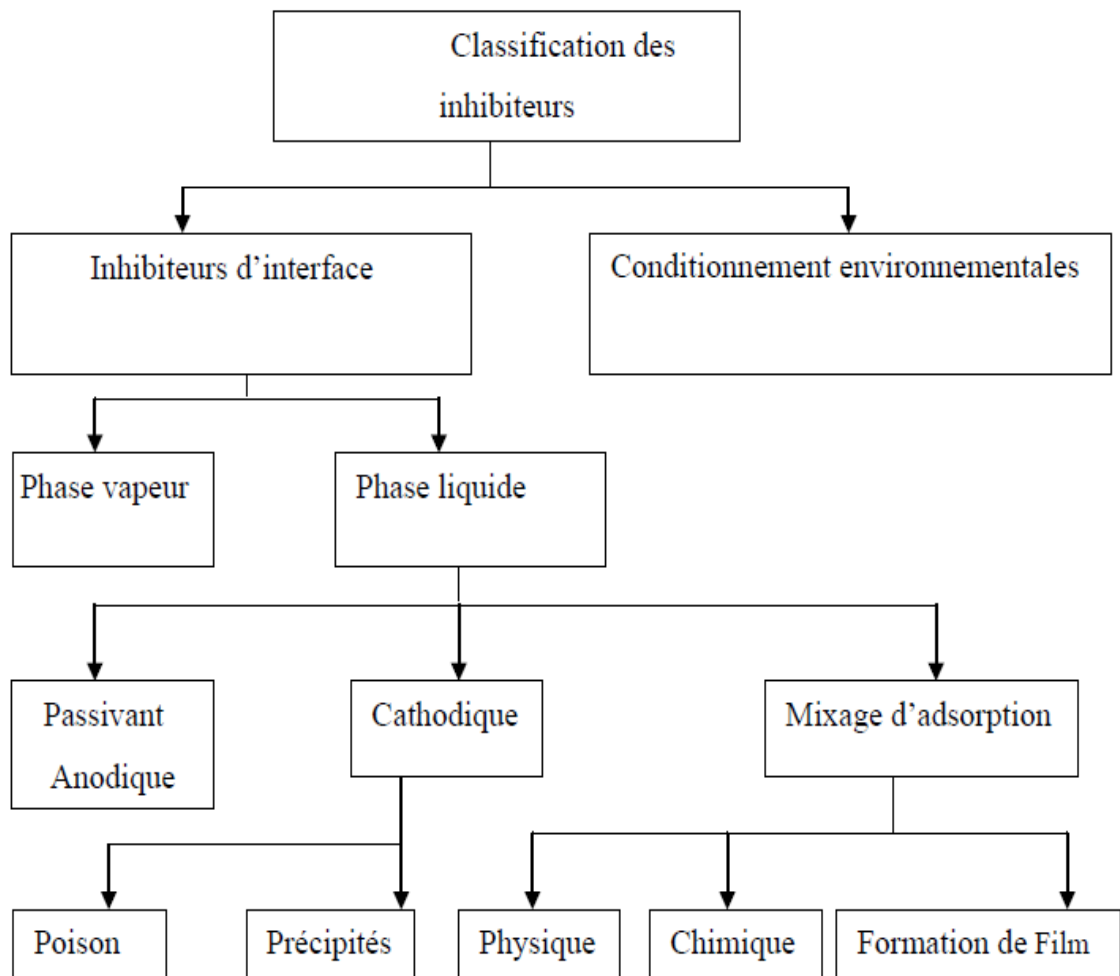 Classification des
inhibiteurs
Inhibiteurs d’interface
Conditionnement environnementales
Phase vapeur
Phase liquide
Passivant
Anodique
Cathodique
Mixage d’adsorption
Poison
Précipités
Physique
Chimique
Formation de Film